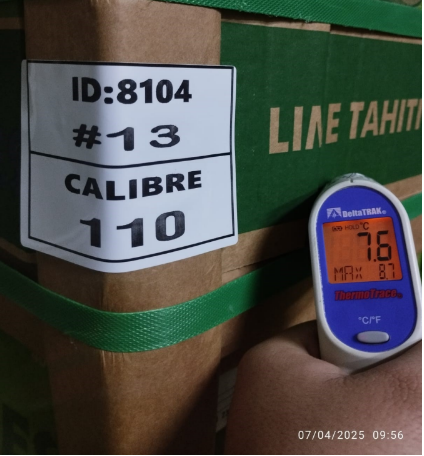 ID:8104
#13
CALIBRE
110
LIME TAHITI
DeltaTRAK®
HOLD °C
7.6
MAX 8.7
ThermoTrace®
°C/°F
07/04/2025 09:56